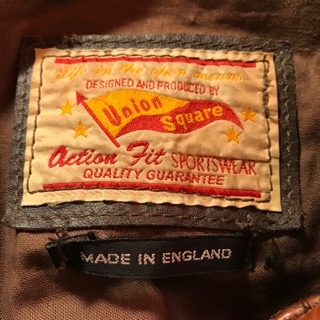 DESIGNED AND PRODUCED BY
Union Square
Action Fit SPORTSWEAR
QUALITY GUARANTEE
MADE IN ENGLAND